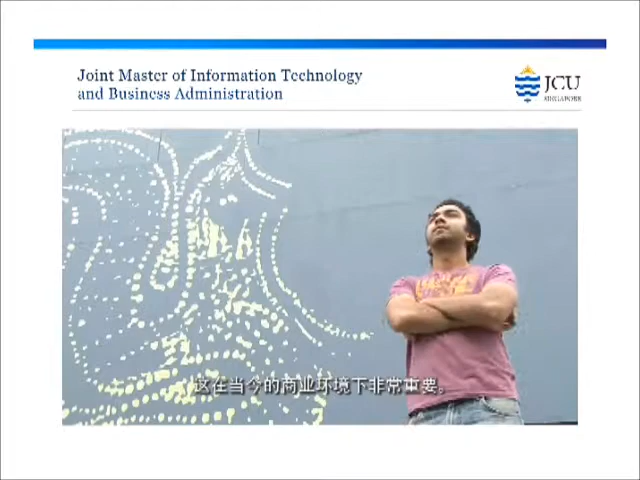 Joint Master of Information Technology
and Business Administration
JCU
SINGAPORE
这在当今的商业环境下非常重要。